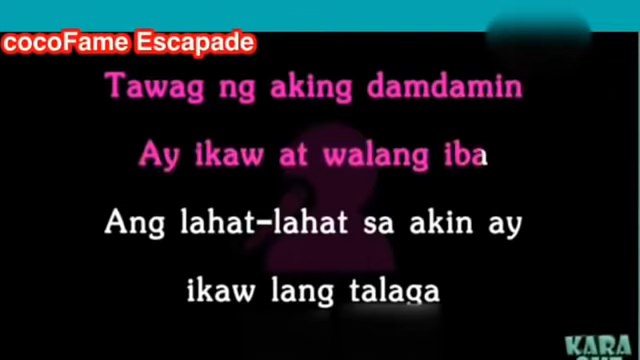 cocoFame Escapade
Tawag ng aking damdamin
Ay ikaw at walang iba
Ang lahat-lahat sa akin ay
ikaw lang talaga
KARA